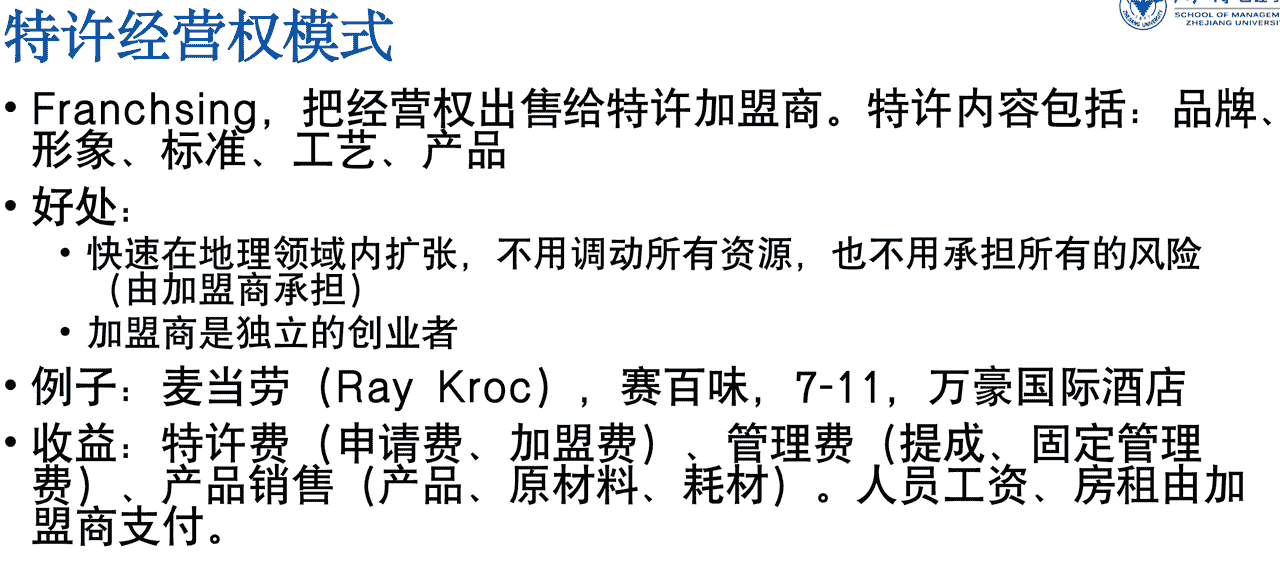 SCHOOL OF MANAGEM
ZHEJIANG UNIVERSI
ZHEJIANG UNIVERSITY
特许经营权模式
• Franchsing，把经营权出售给特许加盟商。特许内容包括：品牌、
形象、标准、工艺、产品
• 好处：
• 快速在地理领域内扩张，不用调动所有资源，也不用承担所有的风险
（由加盟商承担）
• 加盟商是独立的创业者
• 例子：麦当劳（Ray Kroc），赛百味，7-11，万豪国际酒店
• 收益：特许费（申请费、加盟费）、管理费（提成、固定管理
费）、产品销售（产品、原材料、耗材）。人员工资、房租由加
盟商支付。